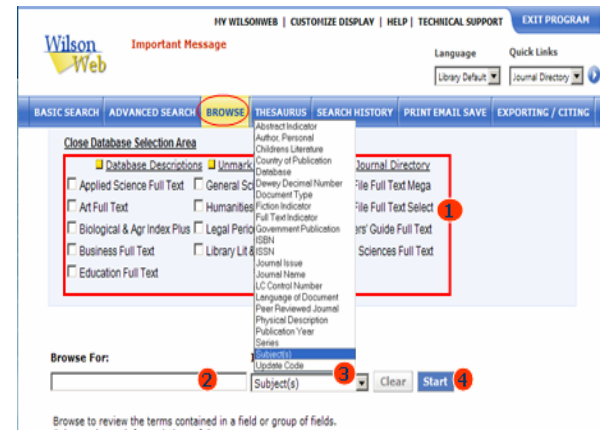 MY WILSONWEB | CUSTOMIZE DISPLAY | HELP | TECHNICAL SUPPORT EXIT PROGRAM
Wilson Web
Important Message
Language Quick Links
Library Default Journal Directory
BASIC SEARCH ADVANCED SEARCH BROWSE THESAURUS SEARCH HISTORY PRINT EMAIL SAVE EXPORTING / CITING
Close Database Selection Area
Database Descriptions Unmark Journal Directory
Applied Science Full Text General Sc File Full Text Mega
Art Full Text Humanities File Full Text Select
Biological & Agr Index Plus Legal Perio ers' Guide Full Text
Business Full Text Library Lit & Sciences Full Text
Education Full Text
1
Abstract Indicator
Author, Personal
Childrens Literature
Country of Publication
Database
Dewey Decimal Number
Document Type
Fiction Indicator
Full Text Indicator
Government Publication
ISBN
ISSN
Journal Issue
Journal Name
LC Control Number
Language of Document
Peer Reviewed Journal
Physical Description
Publication Year
Series
Subject(s)
Update Code
Browse For:
2 Subject(s) 3 Clear Start 4
Browse to review the terms contained in a field or group of fields.